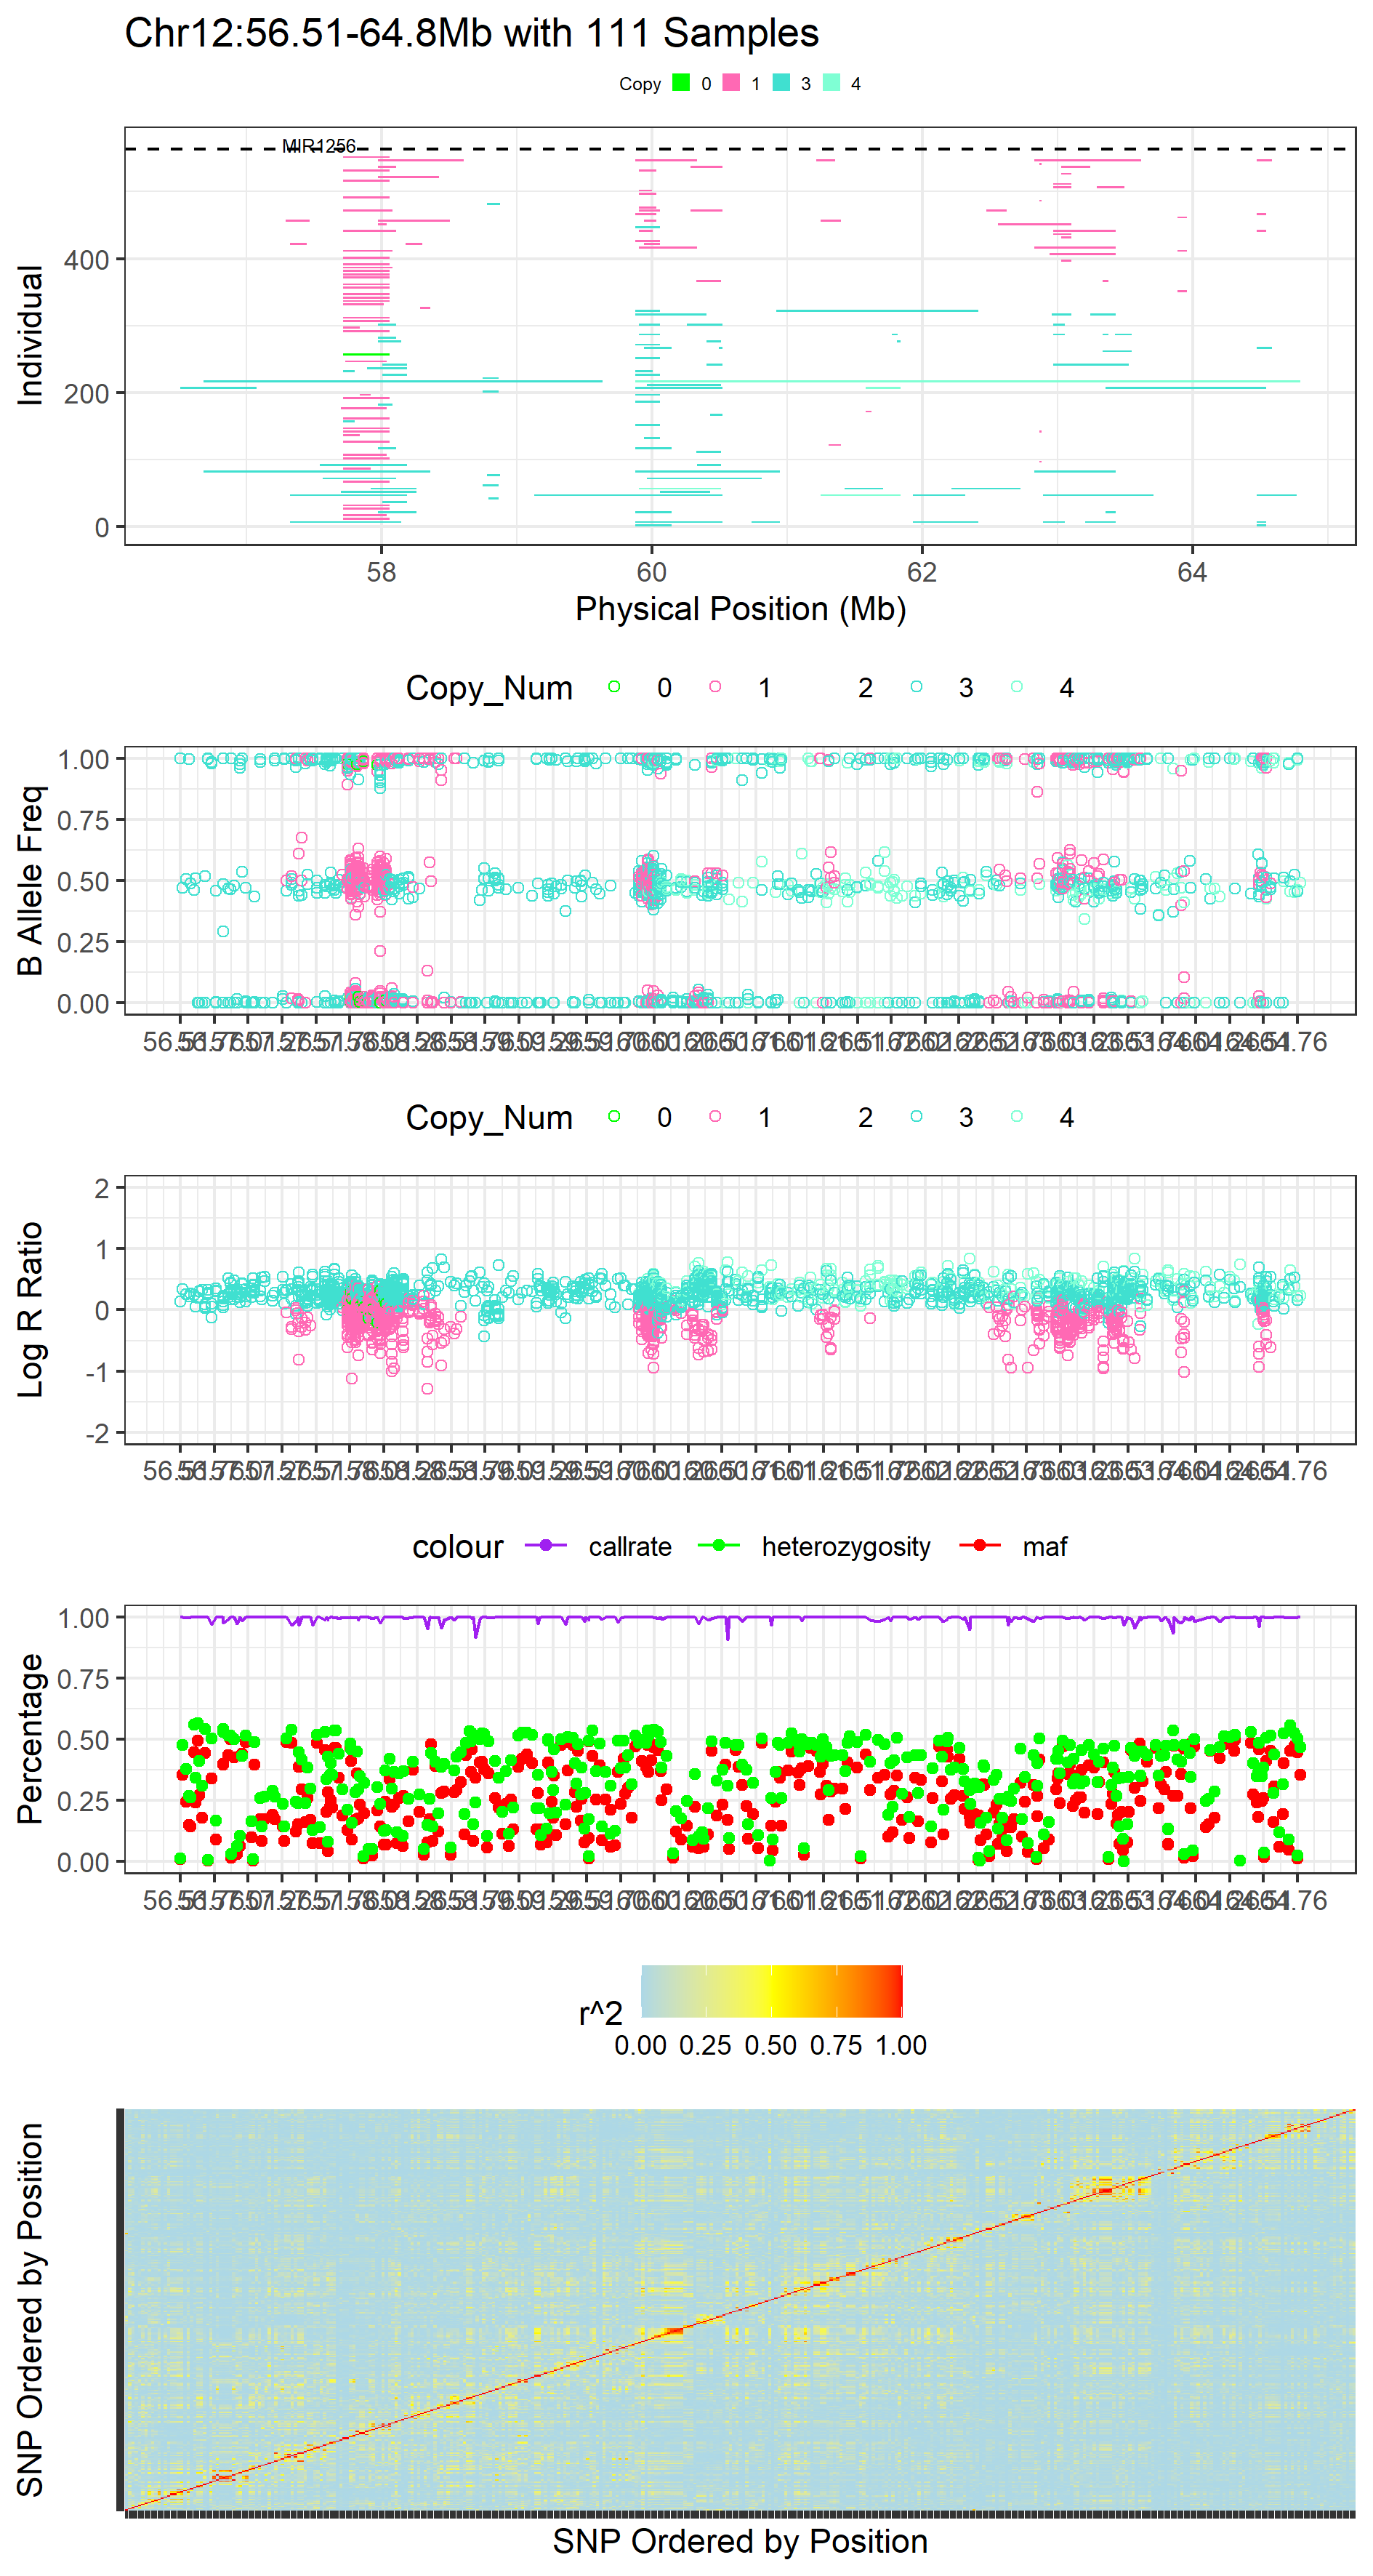 Chr12:56.51-64.8Mb with 111 Samples
Copy 0 1 3 4
MIR1256
400
200
0
Individual
58 60 62 64
Physical Position (Mb)
Copy_Num 0 1 2 3 4
1.00
0.75
0.50
0.25
0.00
B Allele Freq
Copy_Num 0 1 2 3 4
2
1
0
-1
-2
Log R Ratio
colour callrate heterozygosity maf
1.00
0.75
0.50
0.25
0.00
Percentage
r^2
0.00 0.25 0.50 0.75 1.00
SNP Ordered by Position
SNP Ordered by Position